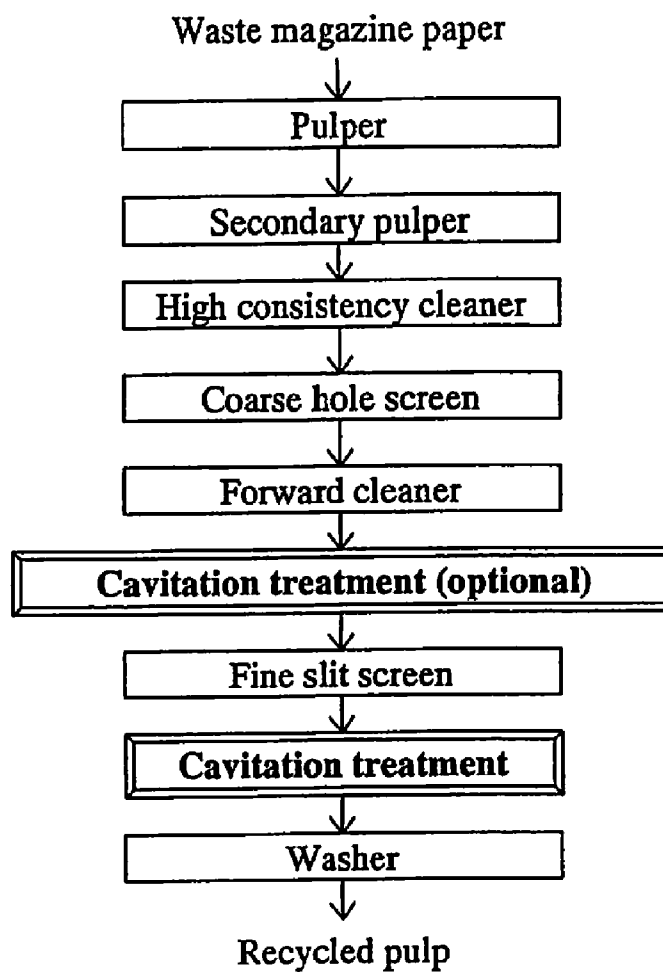 Waste magazine paper
Pulper
Secondary pulper
High consistency cleaner
Coarse hole screen
Forward cleaner
Cavitation treatment (optional)
Fine slit screen
Cavitation treatment
Washer
Recycled pulp